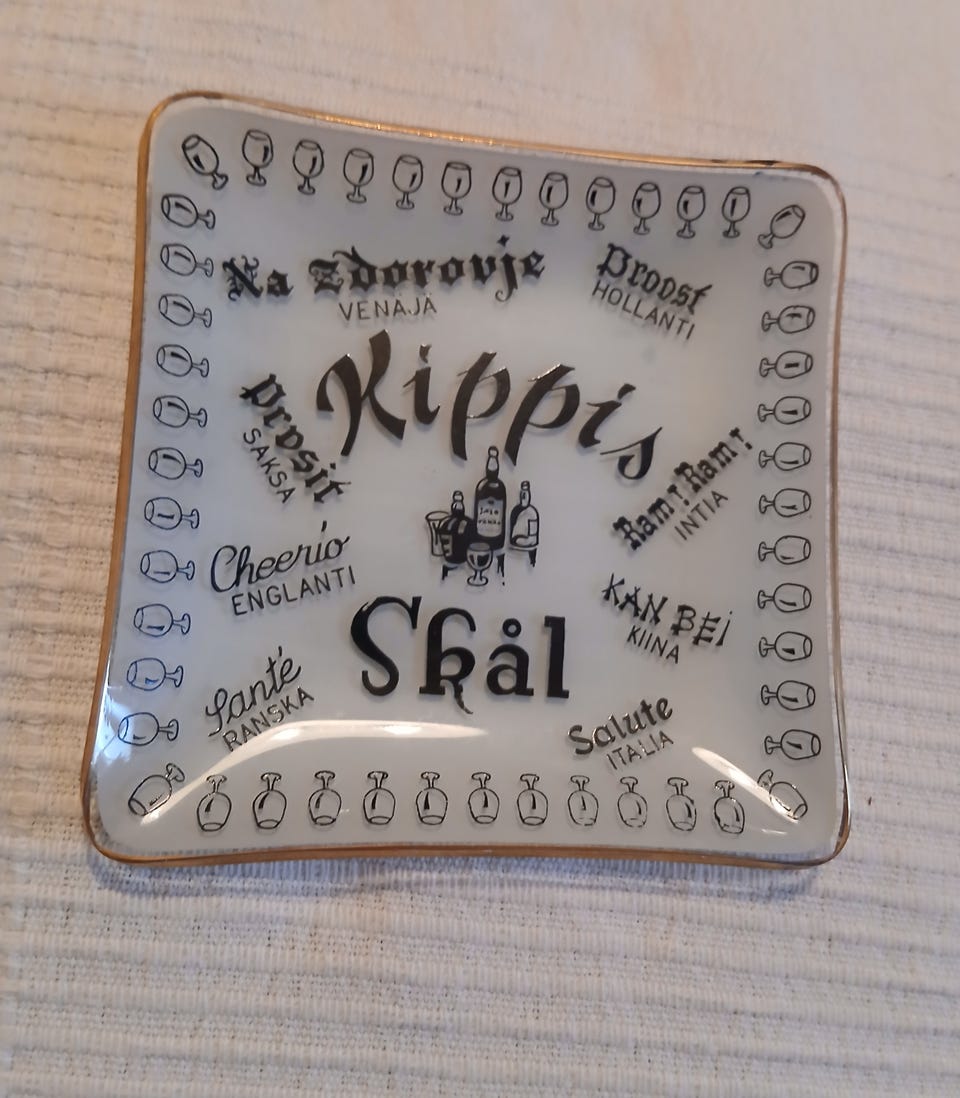 Na Zdorovje
VENÄJÄ
Proost
HOLLANTI
Kippis
Prosit
SAKSA
Ram r Ram r
INTIA
Cheerio
ENGLANTI
KAN BEI
KIINA
Skål
Santé
RANSKA
Salute
ITALIA